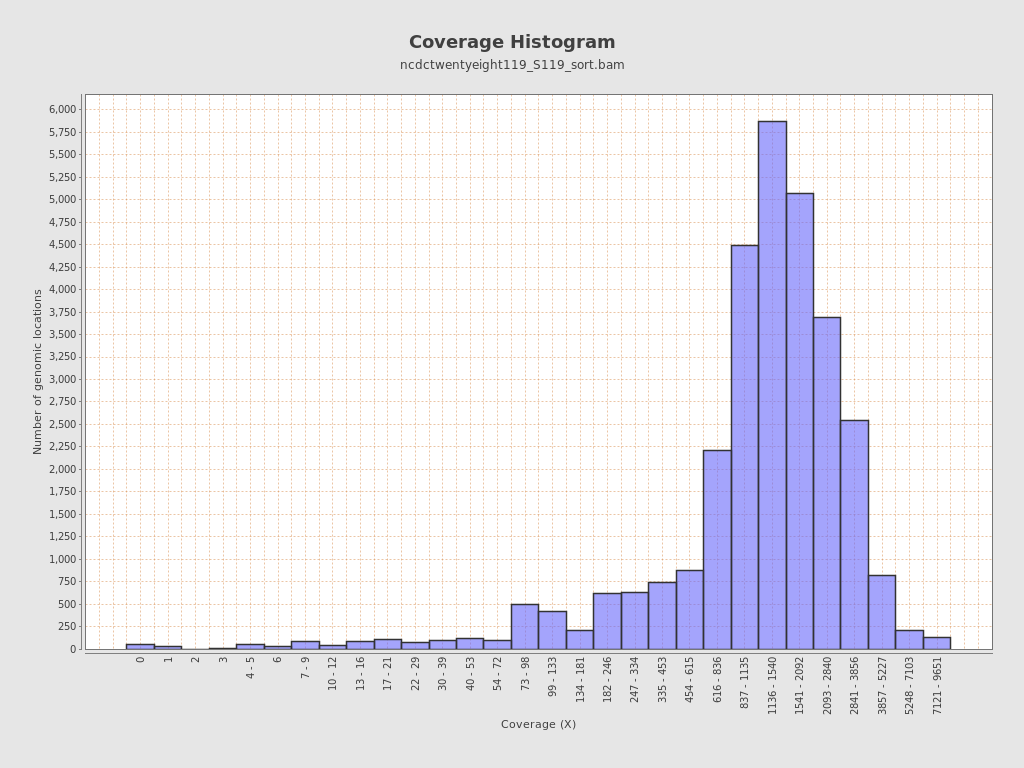 Coverage Histogram
ncdctwentyeight119_S119_sort.bam
Number of genomic locations
6,000
5,750
5,500
5,250
5,000
4,750
4,500
4,250
4,000
3,750
3,500
3,250
3,000
2,750
2,500
2,250
2,000
1,750
1,500
1,250
1,000
750
500
250
0
0
1
2
3
4 - 5
6
7 - 9
10 - 12
13 - 16
17 - 21
22 - 29
30 - 39
40 - 53
54 - 72
73 - 98
99 - 133
134 - 181
182 - 246
247 - 334
335 - 453
454 - 615
616 - 836
837 - 1135
1136 - 1540
1541 - 2092
2093 - 2840
2841 - 3856
3857 - 5227
5248 - 7103
7121 - 9651
Coverage (X)